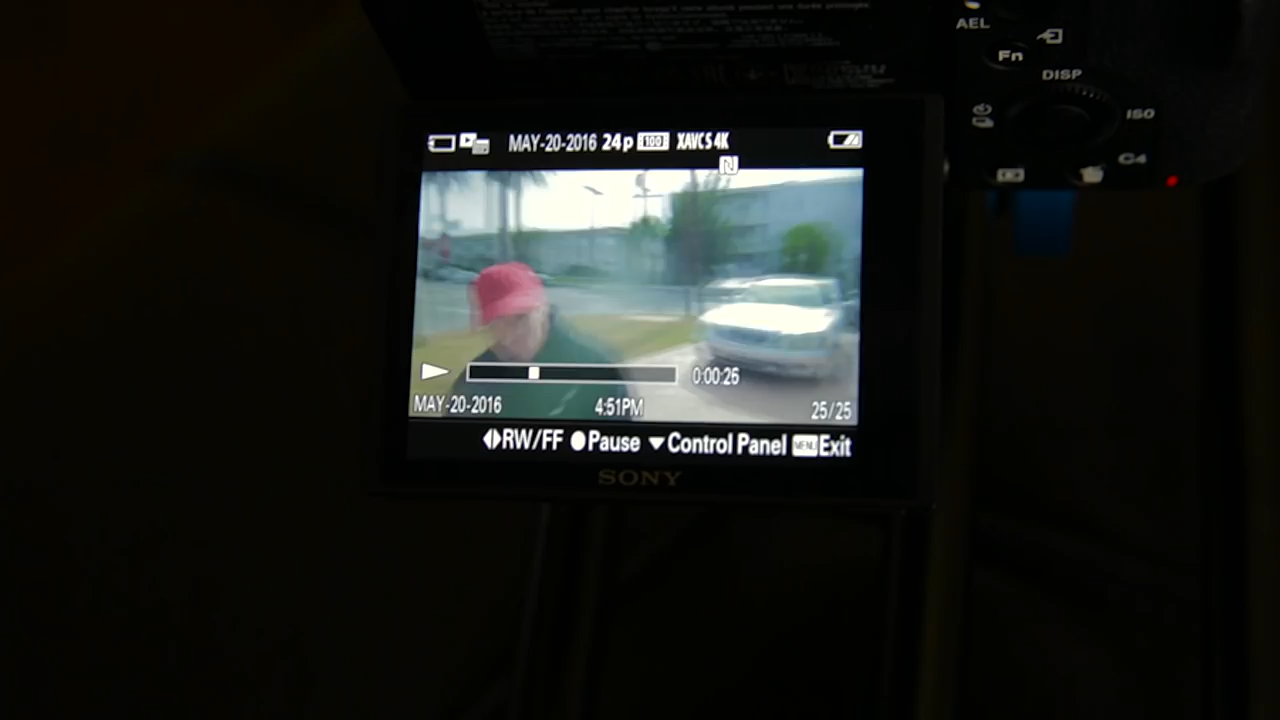 AEL
Fn
DISP
ISO
C4
MAY-20-2016 24p 100 XAVC S 4K
N
0:00:26
MAY-20-2016 4:51PM 25/25
RW/FF Pause Control Panel MENU Exit
SONY